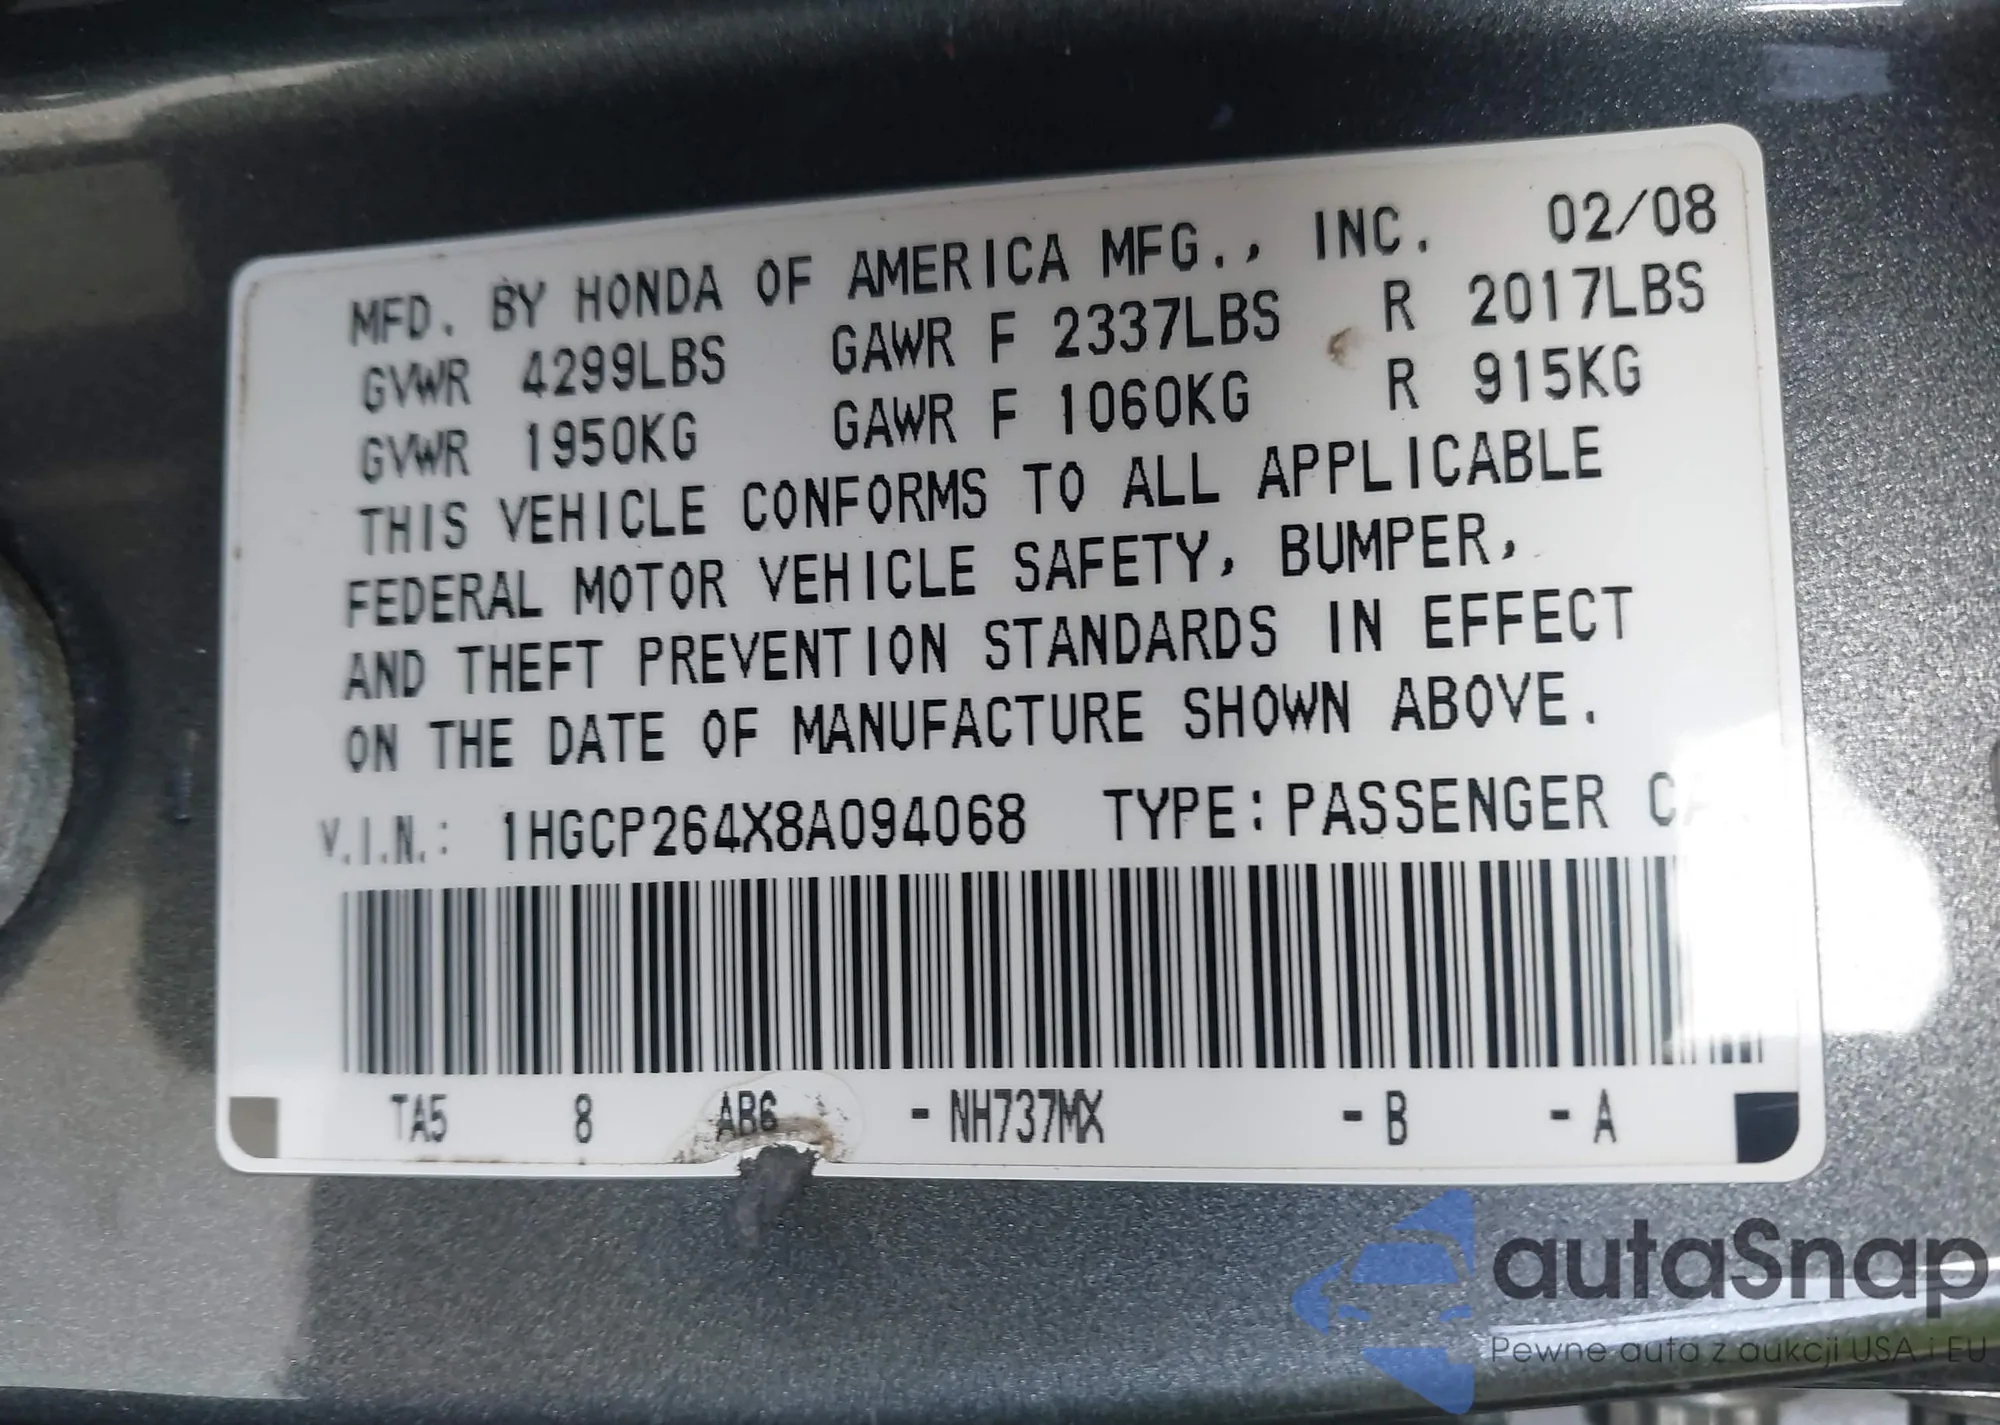 MFD. BY HONDA OF AMERICA MFG., INC. 02/08
GVWR 4299LBS GAWR F 2337LBS R 2017LBS
GVWR 1950KG GAWR F 1060KG R 915KG
THIS VEHICLE CONFORMS TO ALL APPLICABLE
FEDERAL MOTOR VEHICLE SAFETY, BUMPER,
AND THEFT PREVENTION STANDARDS IN EFFECT
ON THE DATE OF MANUFACTURE SHOWN ABOVE.
V.I.N.: 1HGCP264X8A094068 TYPE: PASSENGER
TA5 8 AB6 - NH737MX - B - A
autaSnap
Pewne auta z aukcji USA i EU